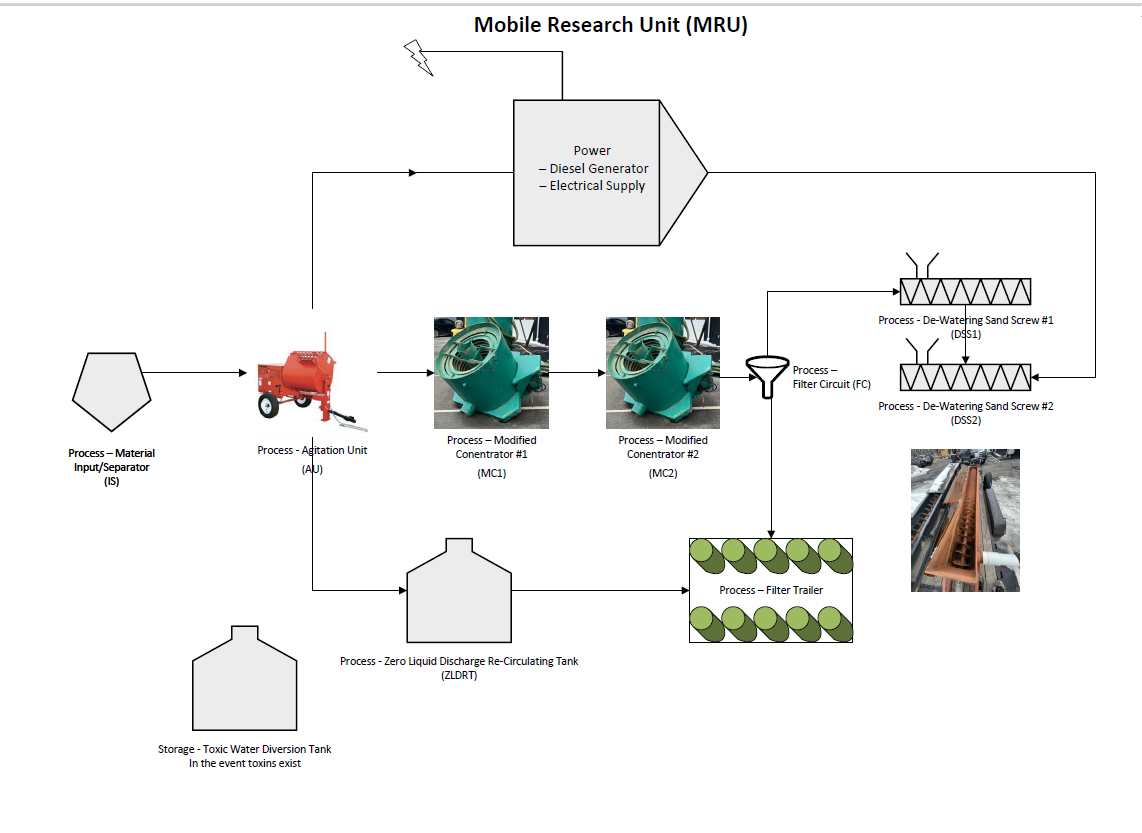 Mobile Research Unit (MRU)
Power
– Diesel Generator
– Electrical Supply
Process - De-Watering Sand Screw #1
(DSS1)
Process –
Filter Circuit (FC)
Process - De-Watering Sand Screw #2
(DSS2)
Process – Material
Input/Separator
(IS)
Process - Agitation Unit
(AU)
Process – Modified
Conentrator #1
(MC1)
Process – Modified
Conentrator #2
(MC2)
Process – Filter Trailer
Process - Zero Liquid Discharge Re-Circulating Tank
(ZLDRT)
Storage - Toxic Water Diversion Tank
In the event toxins exist